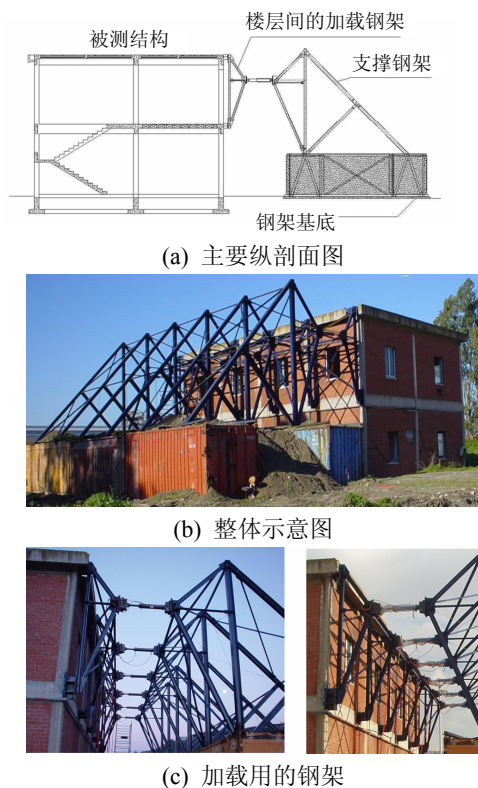 楼层间的加载钢架
被测结构
支撑钢架
钢架基底
(a) 主要纵剖面图
(b) 整体示意图
(c) 加载用的钢架